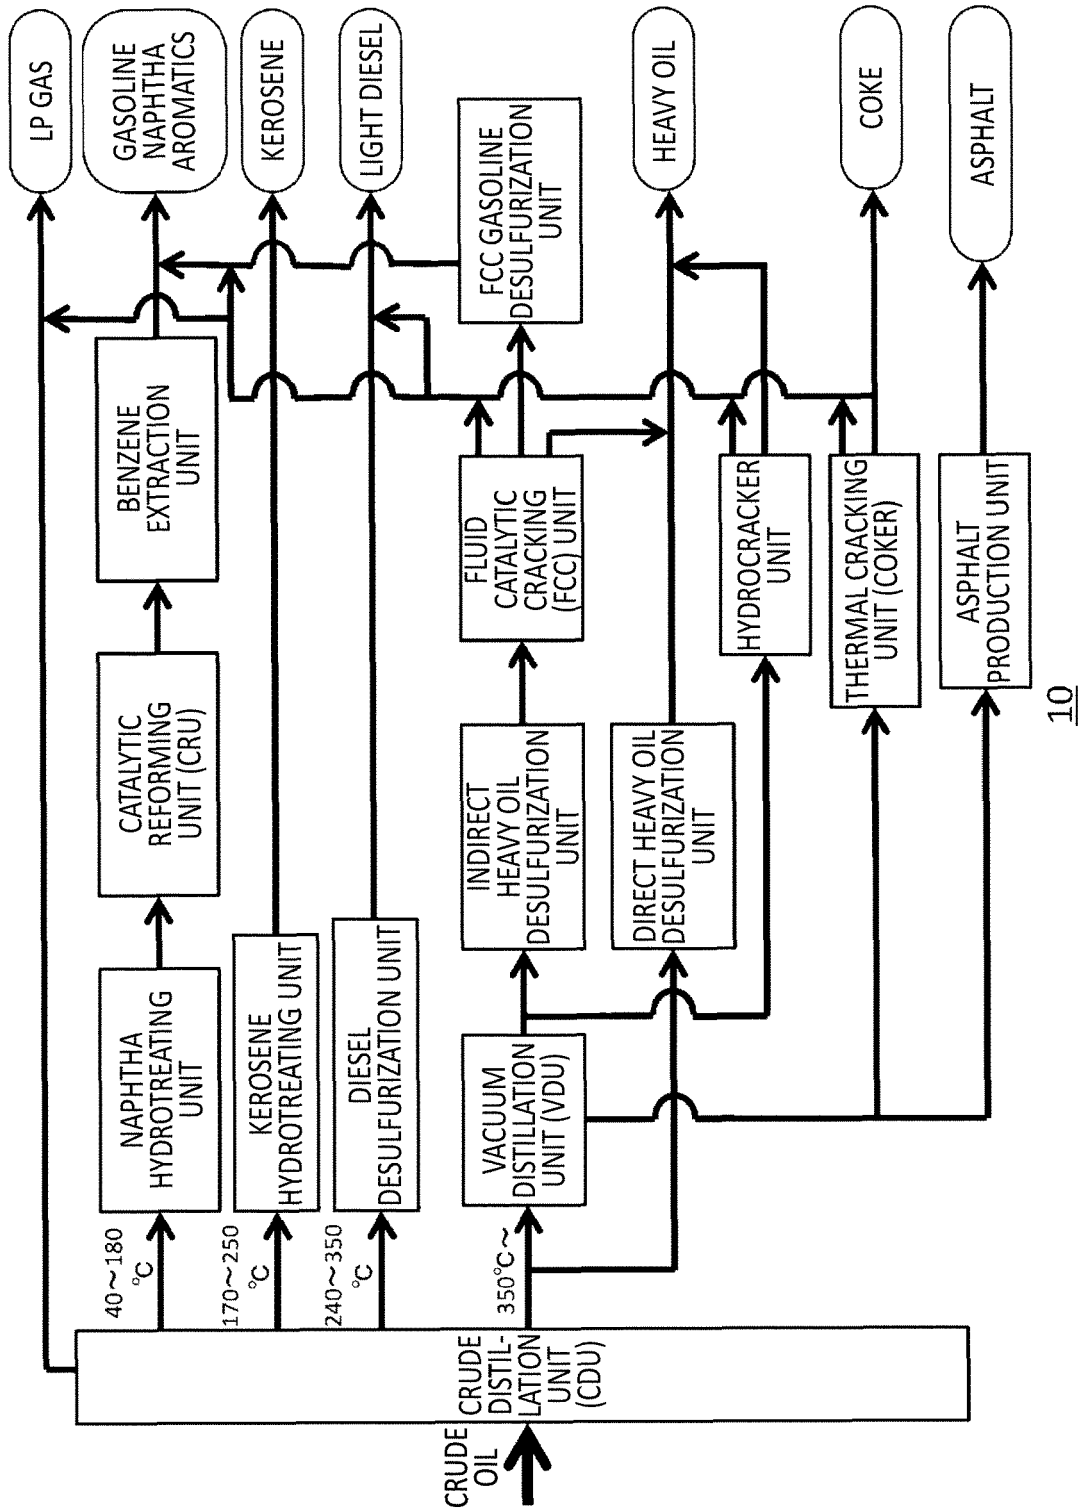 CRUDE
OIL
CRUDE
DISTIL-
LATION
UNIT
(CDU)
40～180
℃
170～250
℃
240～350
℃
350℃～
NAPHTHA
HYDROTREATING
UNIT
KEROSENE
HYDROTREATING UNIT
DIESEL
DESULFURIZATION UNIT
VACUUM
DISTILLATION
UNIT (VDU)
CATALYTIC
REFORMING
UNIT (CRU)
INDIRECT
HEAVY OIL
DESULFURIZATION
UNIT
DIRECT HEAVY OIL
DESULFURIZATION
UNIT
BENZENE
EXTRACTION
UNIT
FLUID
CATALYTIC
CRACKING
(FCC) UNIT
HYDROCRACKER
UNIT
THERMAL CRACKING
UNIT (COKER)
ASPHALT
PRODUCTION UNIT
FCC GASOLINE
DESULFURIZATION
UNIT
LP GAS
GASOLINE
NAPHTHA
AROMATICS
KEROSENE
LIGHT DIESEL
HEAVY OIL
COKE
ASPHALT
10